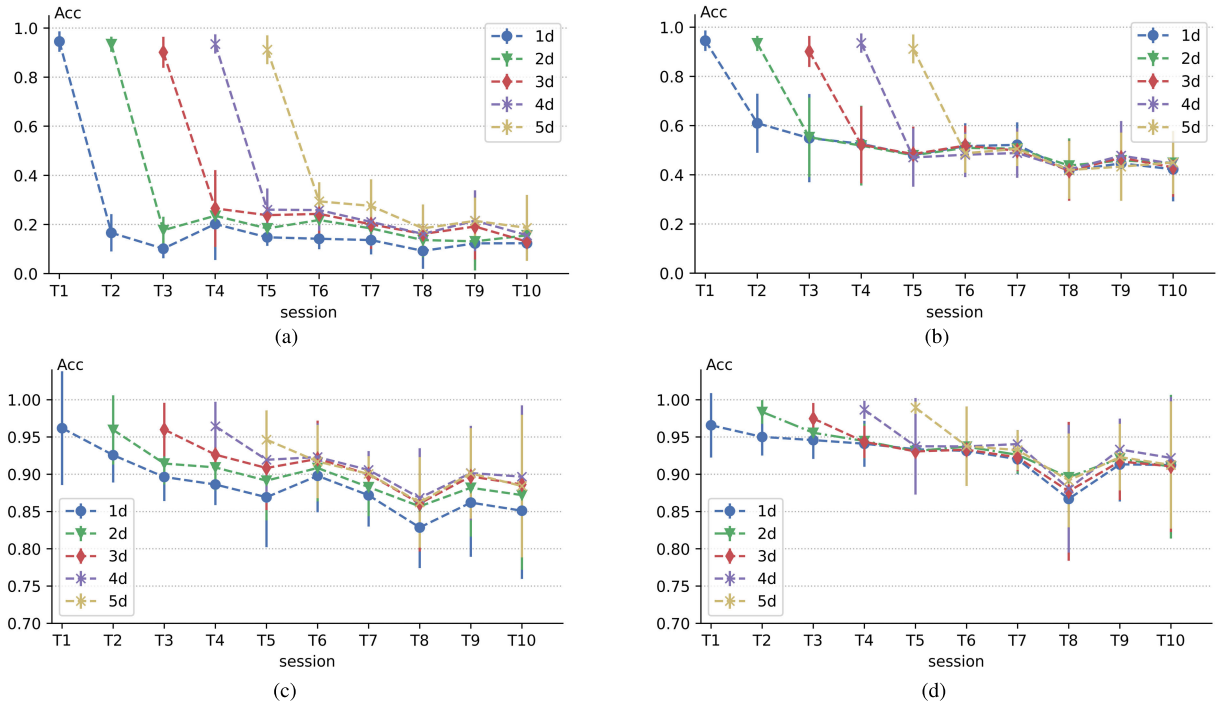 Acc
1.0
0.8
0.6
0.4
0.2
0.0
T1 T2 T3 T4 T5 T6 T7 T8 T9 T10
session
1d
2d
3d
4d
5d
(a)
Acc
1.0
0.8
0.6
0.4
0.2
0.0
T1 T2 T3 T4 T5 T6 T7 T8 T9 T10
session
1d
2d
3d
4d
5d
(b)
Acc
1.00
0.95
0.90
0.85
0.80
0.75
0.70
T1 T2 T3 T4 T5 T6 T7 T8 T9 T10
session
1d
2d
3d
4d
5d
(c)
Acc
1.00
0.95
0.90
0.85
0.80
0.75
0.70
T1 T2 T3 T4 T5 T6 T7 T8 T9 T10
session
1d
2d
3d
4d
5d
(d)